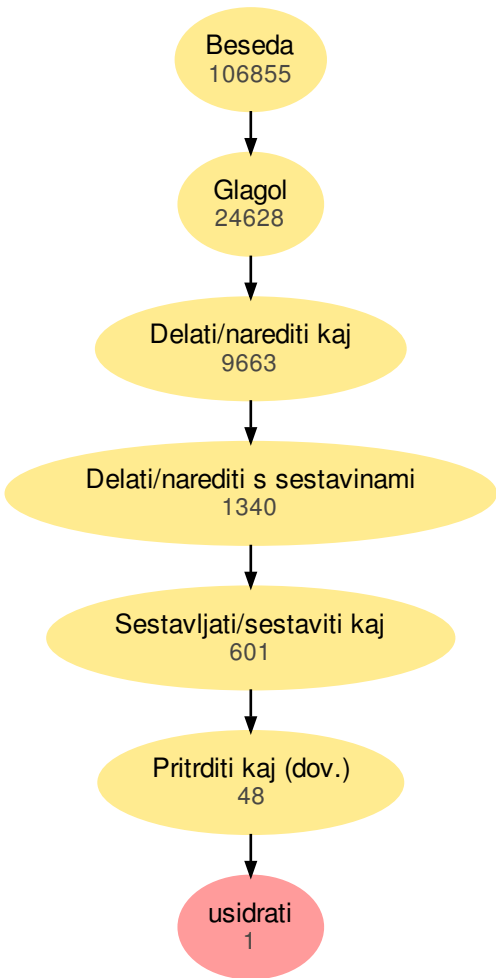 Beseda
106855
Glagol
24628
Delati/narediti kaj
9663
Delati/narediti s sestavinami
1340
Sestavljati/sestaviti kaj
601
Pritrditi kaj (dov.)
48
usidrati
1